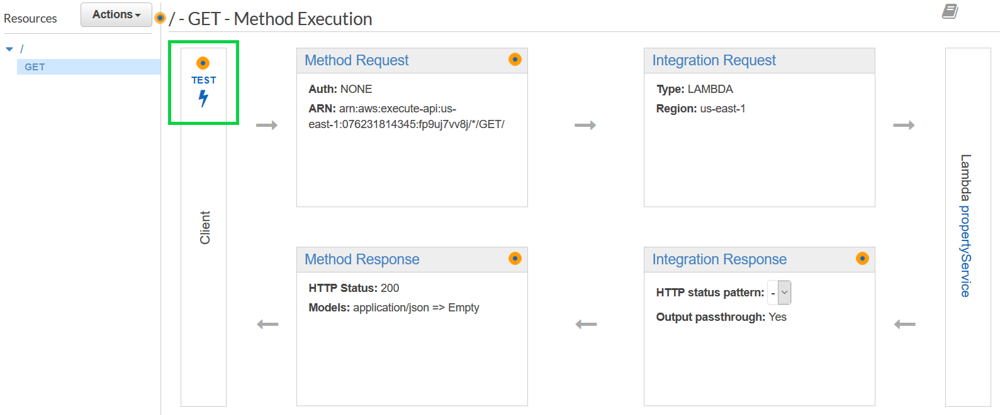 Resources
Actions
/ - GET - Method Execution
/
GET
TEST
Client
Method Request
Auth: NONE
ARN: arn:aws:execute-api:us-
east-1:076231814345:fp9uj7vv8j/*/GET/
Integration Request
Type: LAMBDA
Region: us-east-1
Lambda propertyService
Method Response
HTTP Status: 200
Models: application/json => Empty
Integration Response
HTTP status pattern: -
Output passthrough: Yes